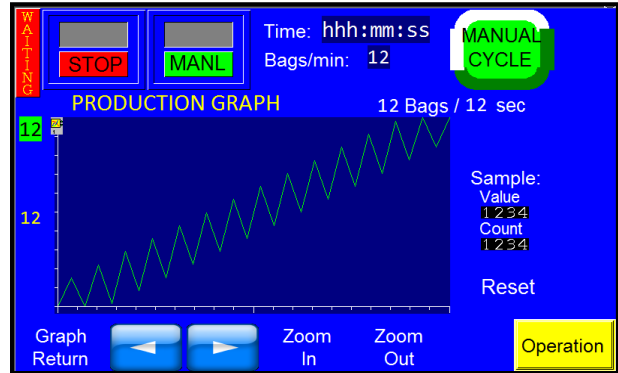 WAITING
STOP
MANL
Time: hhh:mm:ss
Bags/min: 12
MANUAL
CYCLE
PRODUCTION GRAPH
12 Bags / 12 sec
12
12
Sample:
Value
1234
Count
1234
Reset
Graph
Return
Zoom
In
Zoom
Out
Operation